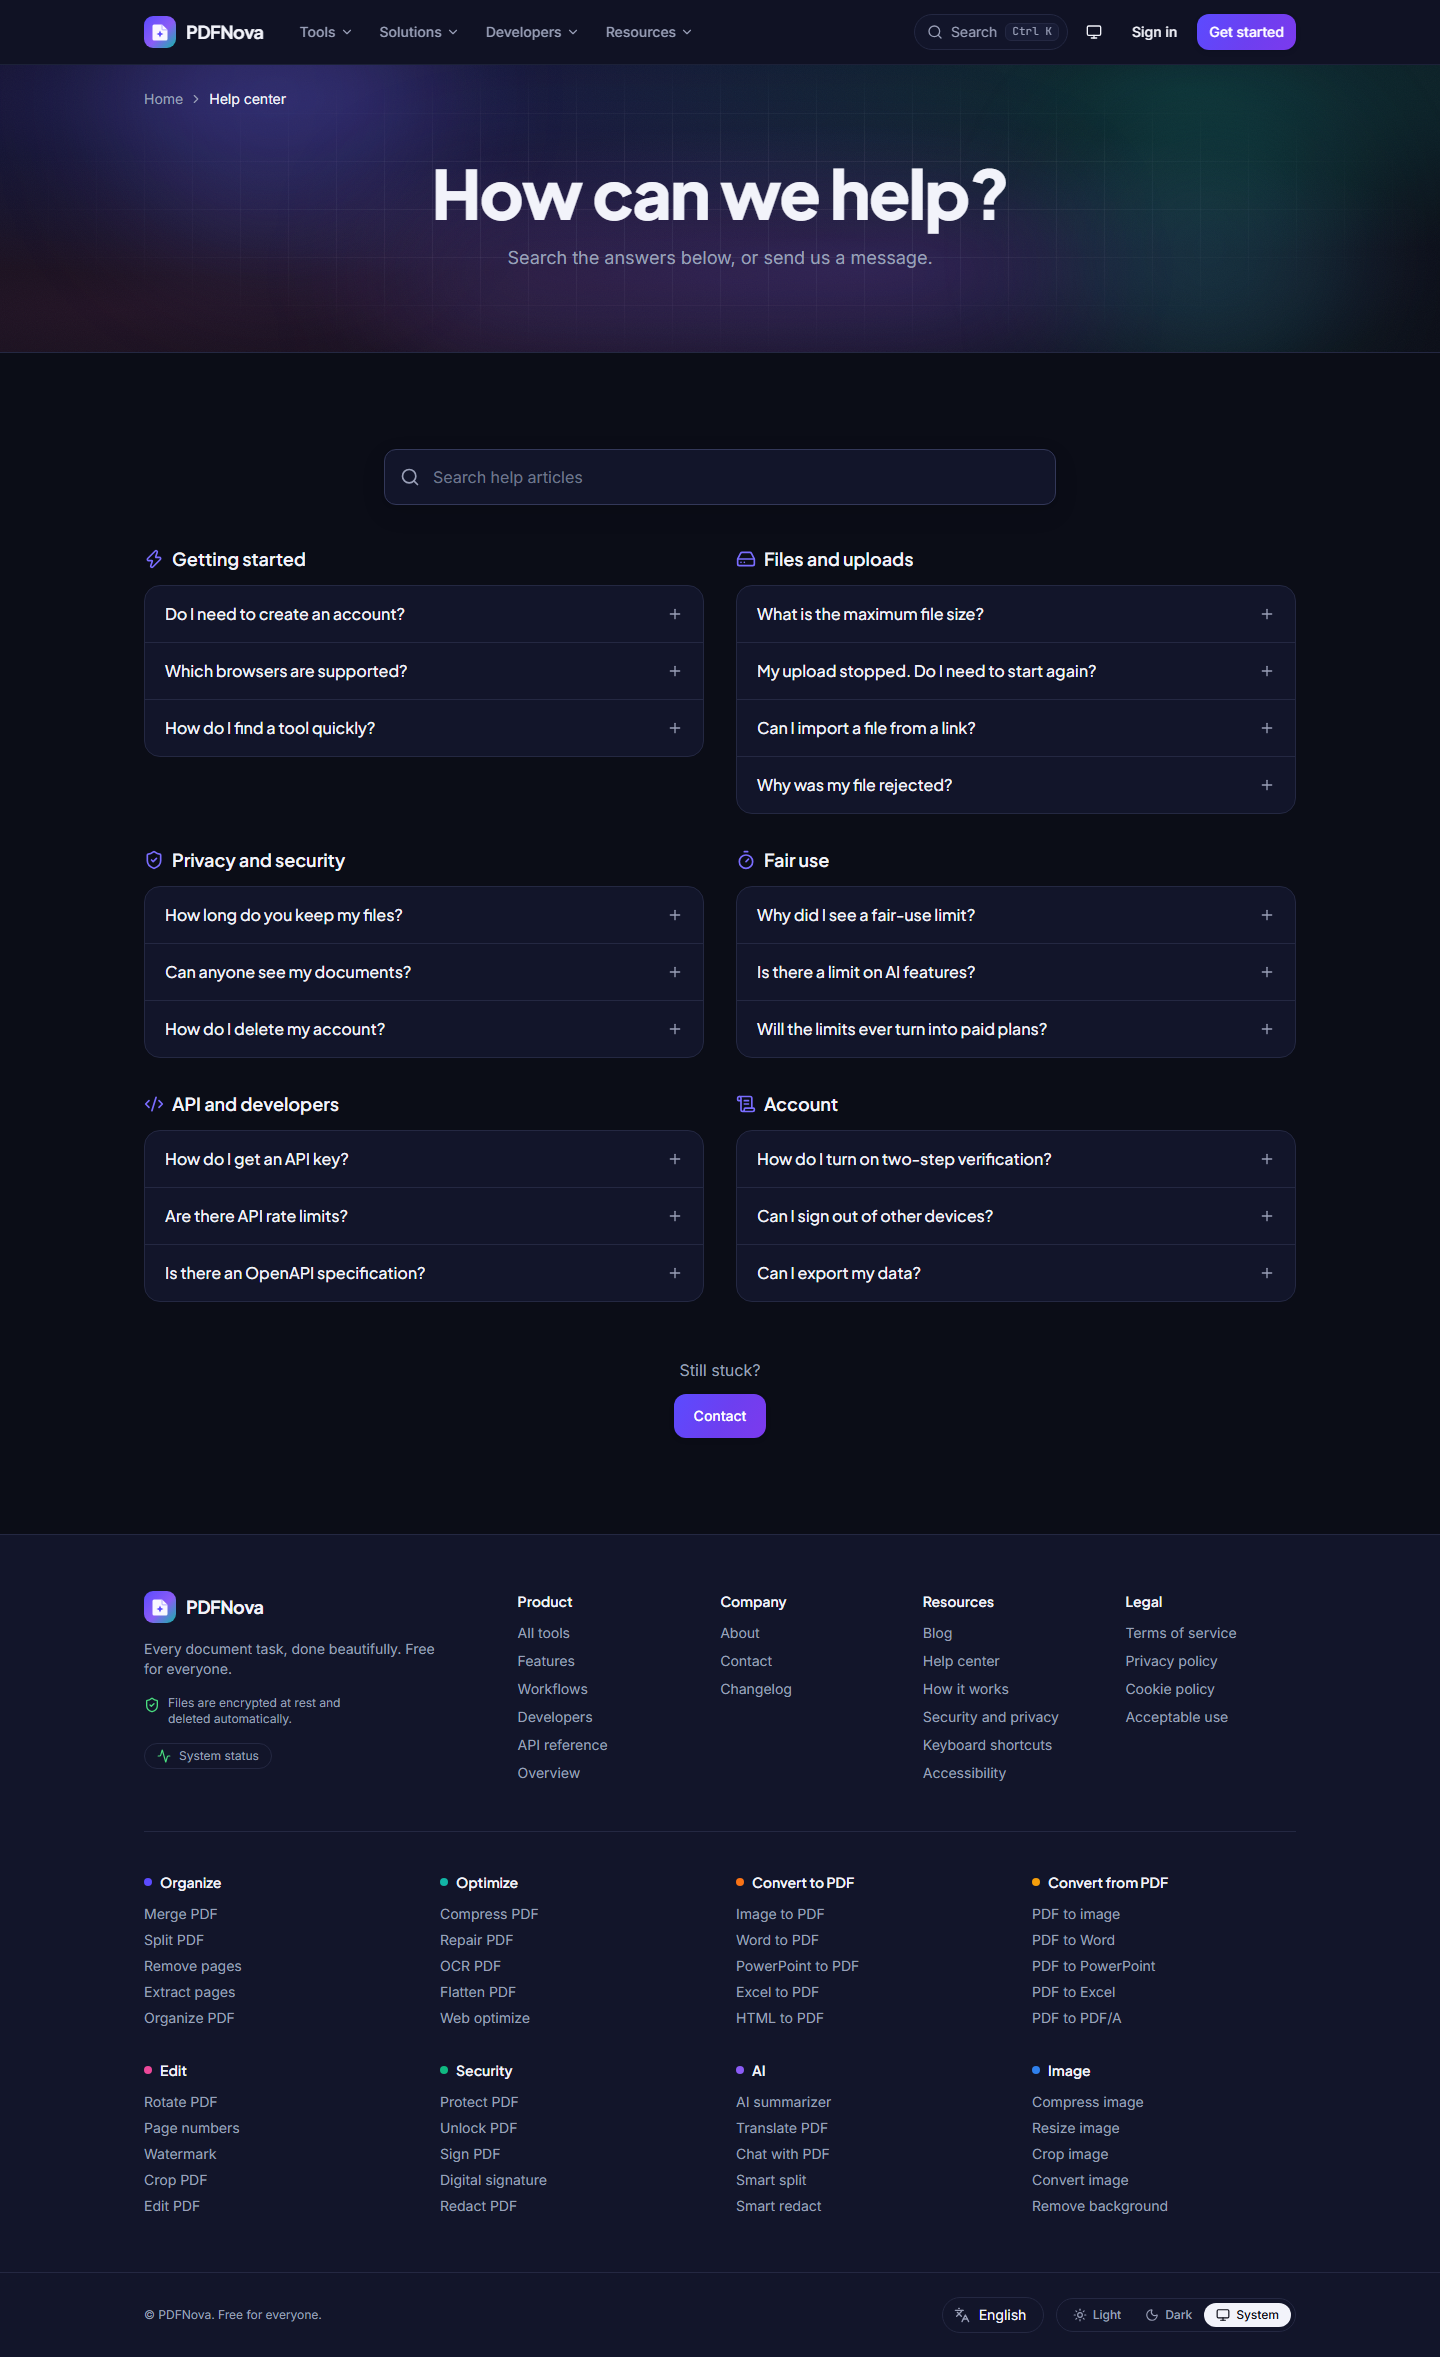 PDFNova
Tools
Solutions
Developers
Resources
Search
Ctrl K
Sign in
Get started
Home
Help center
How can we help?
Search the answers below, or send us a message.
Search help articles
Getting started
Do I need to create an account?
Which browsers are supported?
How do I find a tool quickly?
Files and uploads
What is the maximum file size?
My upload stopped. Do I need to start again?
Can I import a file from a link?
Why was my file rejected?
Privacy and security
How long do you keep my files?
Can anyone see my documents?
How do I delete my account?
Fair use
Why did I see a fair-use limit?
Is there a limit on AI features?
Will the limits ever turn into paid plans?
API and developers
How do I get an API key?
Are there API rate limits?
Is there an OpenAPI specification?
Account
How do I turn on two-step verification?
Can I sign out of other devices?
Can I export my data?
Still stuck?
Contact
PDFNova
Every document task, done beautifully. Free
for everyone.
Files are encrypted at rest and
deleted automatically.
System status
Product
All tools
Features
Workflows
Developers
API reference
Overview
Company
About
Contact
Changelog
Resources
Blog
Help center
How it works
Security and privacy
Keyboard shortcuts
Accessibility
Legal
Terms of service
Privacy policy
Cookie policy
Acceptable use
Organize
Merge PDF
Split PDF
Remove pages
Extract pages
Organize PDF
Optimize
Compress PDF
Repair PDF
OCR PDF
Flatten PDF
Web optimize
Convert to PDF
Image to PDF
Word to PDF
PowerPoint to PDF
Excel to PDF
HTML to PDF
Convert from PDF
PDF to image
PDF to Word
PDF to PowerPoint
PDF to Excel
PDF to PDF/A
Edit
Rotate PDF
Page numbers
Watermark
Crop PDF
Edit PDF
Security
Protect PDF
Unlock PDF
Sign PDF
Digital signature
Redact PDF
AI
AI summarizer
Translate PDF
Chat with PDF
Smart split
Smart redact
Image
Compress image
Resize image
Crop image
Convert image
Remove background
© PDFNova. Free for everyone.
English
Light
Dark
System